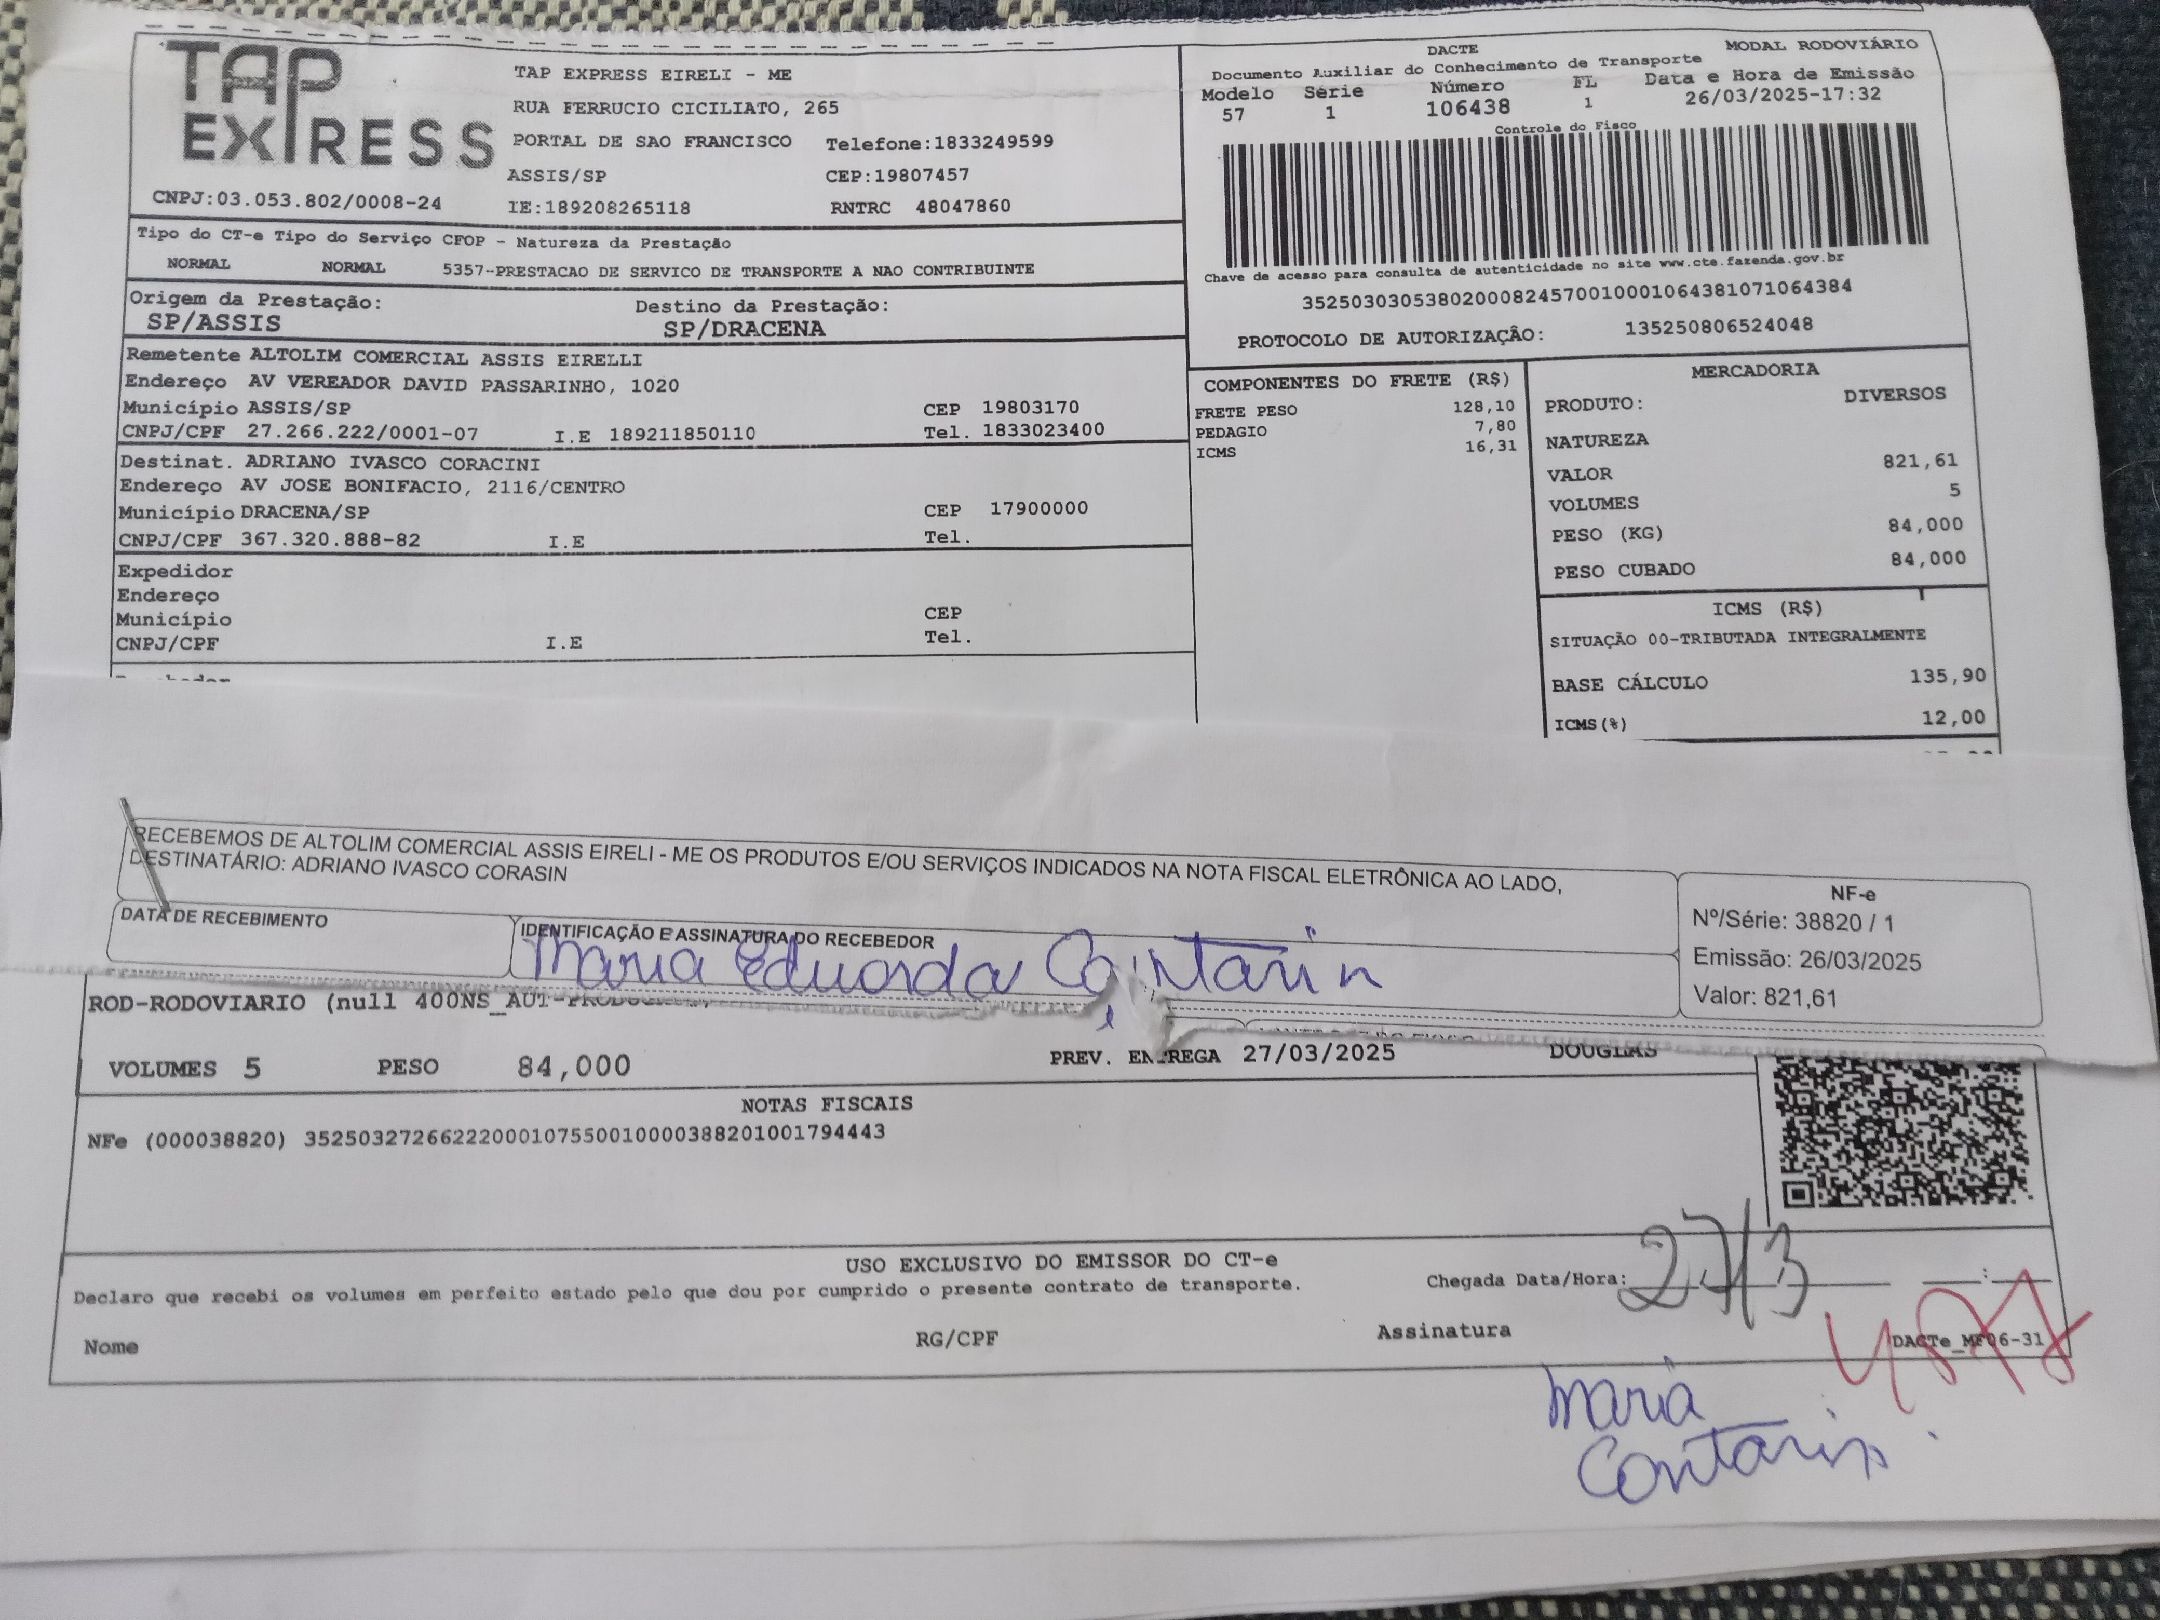 TAP EXPRESS
TAP EXPRESS EIRELI - ME
RUA FERRUCIO CICILIATO, 265
PORTAL DE SAO FRANCISCO Telefone:1833249599
ASSIS/SP CEP:19807457
CNPJ:03.053.802/0008-24 IE:189208265118 RNTRC 48047860
DACTE MODAL RODOVIÁRIO
Documento Auxiliar do Conhecimento de Transporte
Modelo Série Número FL Data e Hora de Emissão
57 1 106438 1 26/03/2025-17:32
Controle do Fisco
Chave de acesso para consulta de autenticidade no site www.cte.fazenda.gov.br
35250303053802000824570010001064381071064384
PROTOCOLO DE AUTORIZAÇÃO: 135250806524048
Tipo do CT-e Tipo do Serviço CFOP - Natureza da Prestação
NORMAL NORMAL 5357-PRESTACAO DE SERVICO DE TRANSPORTE A NAO CONTRIBUINTE
Origem da Prestação: Destino da Prestação:
SP/ASSIS SP/DRACENA
Remetente ALTOLIM COMERCIAL ASSIS EIRELLI
Endereço AV VEREADOR DAVID PASSARINHO, 1020
Município ASSIS/SP CEP 19803170
CNPJ/CPF 27.266.222/0001-07 I.E 189211850110 Tel. 1833023400
Destinat. ADRIANO IVASCO CORACINI
Endereço AV JOSE BONIFACIO, 2116/CENTRO
Município DRACENA/SP CEP 17900000
CNPJ/CPF 367.320.888-82 I.E Tel.
Expedidor
Endereço
Município CEP
CNPJ/CPF I.E Tel.
COMPONENTES DO FRETE (R$)
FRETE PESO 128,10
PEDAGIO 7,80
ICMS 16,31
MERCADORIA
PRODUTO: DIVERSOS
NATUREZA
VALOR 821,61
VOLUMES 5
PESO (KG) 84,000
PESO CUBADO 84,000
ICMS (R$)
SITUAÇÃO 00-TRIBUTADA INTEGRALMENTE
BASE CÁLCULO 135,90
ICMS(%) 12,00
RECEBEMOS DE ALTOLIM COMERCIAL ASSIS EIRELI - ME OS PRODUTOS E/OU SERVIÇOS INDICADOS NA NOTA FISCAL ELETRÔNICA AO LADO,
DESTINATÁRIO: ADRIANO IVASCO CORASIN
DATA DE RECEBIMENTO IDENTIFICAÇÃO E ASSINATURA DO RECEBEDOR
Maria Eduarda Contarin
NF-e
Nº/Série: 38820 / 1
Emissão: 26/03/2025
Valor: 821,61
ROD-RODOVIARIO (null 400NS_AUT-
VOLUMES 5 PESO 84,000 PREV. ENTREGA 27/03/2025 DOUGLAS
NOTAS FISCAIS
NFe (000038820) 35250327266222000107550010000388201001794443
USO EXCLUSIVO DO EMISSOR DO CT-e
Declaro que recebi os volumes em perfeito estado pelo que dou por cumprido o presente contrato de transporte. Chegada Data/Hora: 27/3 :
Nome RG/CPF Assinatura DACTe_MF06-31
Maria
Contarin